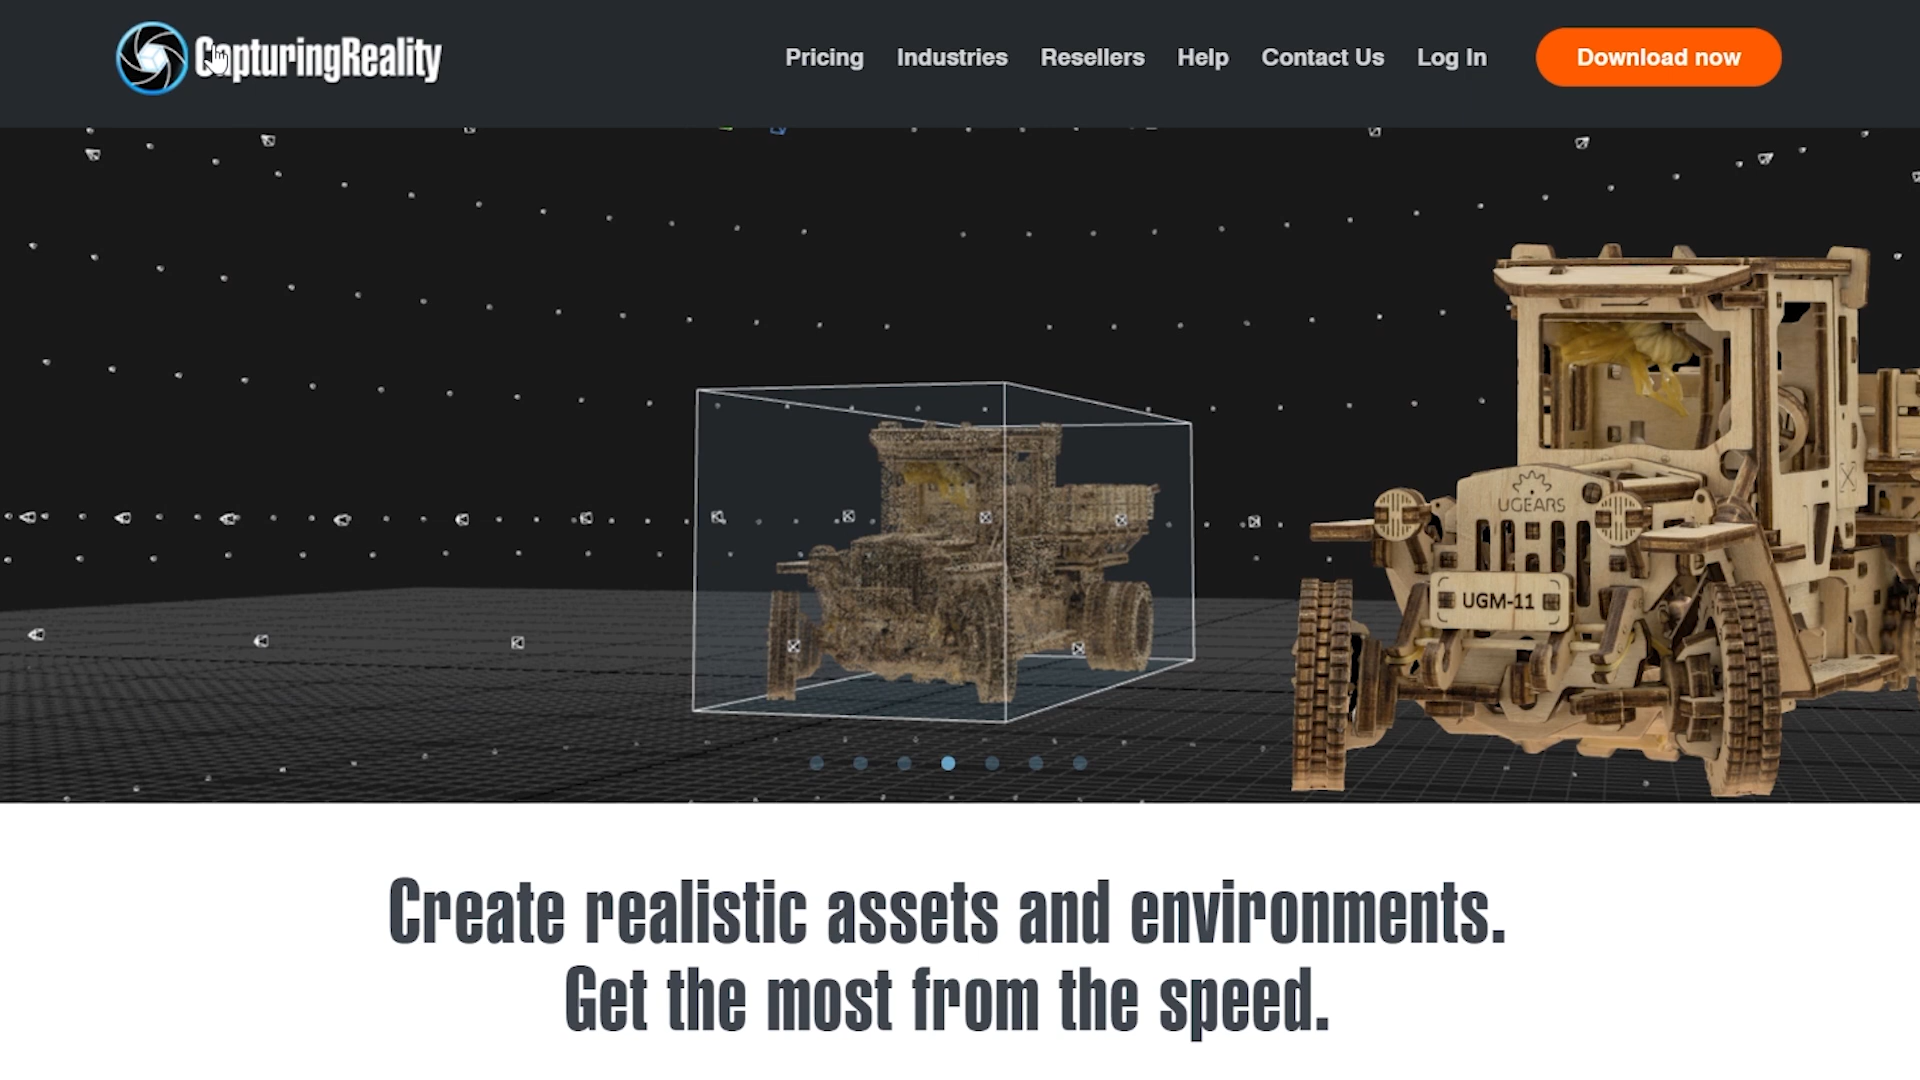 CapturingReality
Pricing Industries Resellers Help Contact Us Log In Download now
UGEARS
UGM-11
Create realistic assets and environments.
Get the most from the speed.